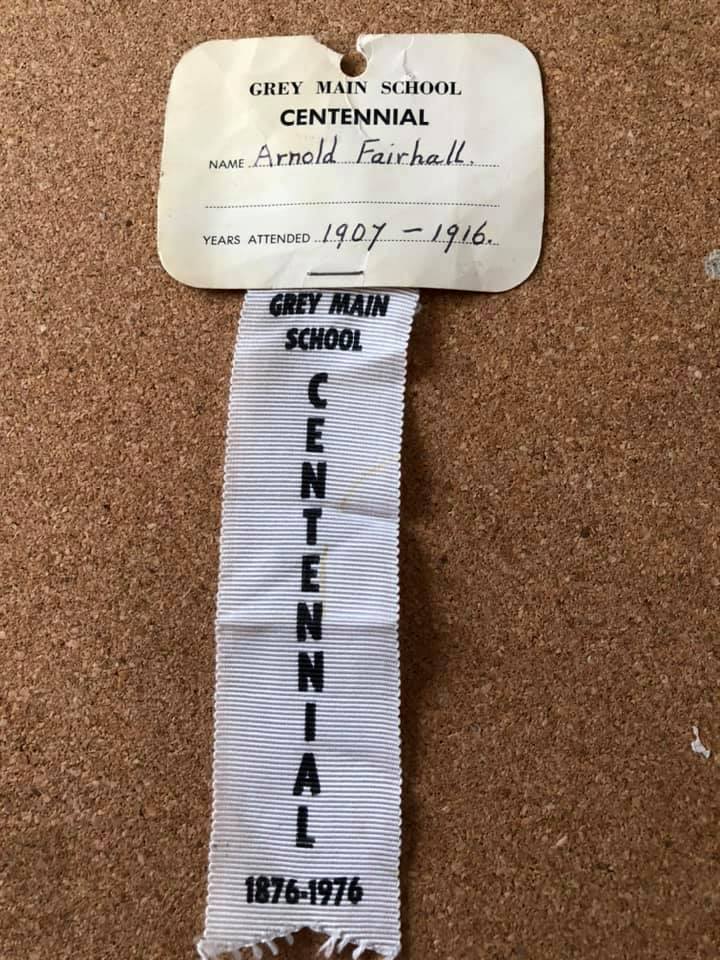 GREY MAIN SCHOOL
CENTENNIAL
NAME Arnold Fairhall.
YEARS ATTENDED 1907 - 1916.
GREY MAIN
SCHOOL
CENTENNIAL
1876-1976